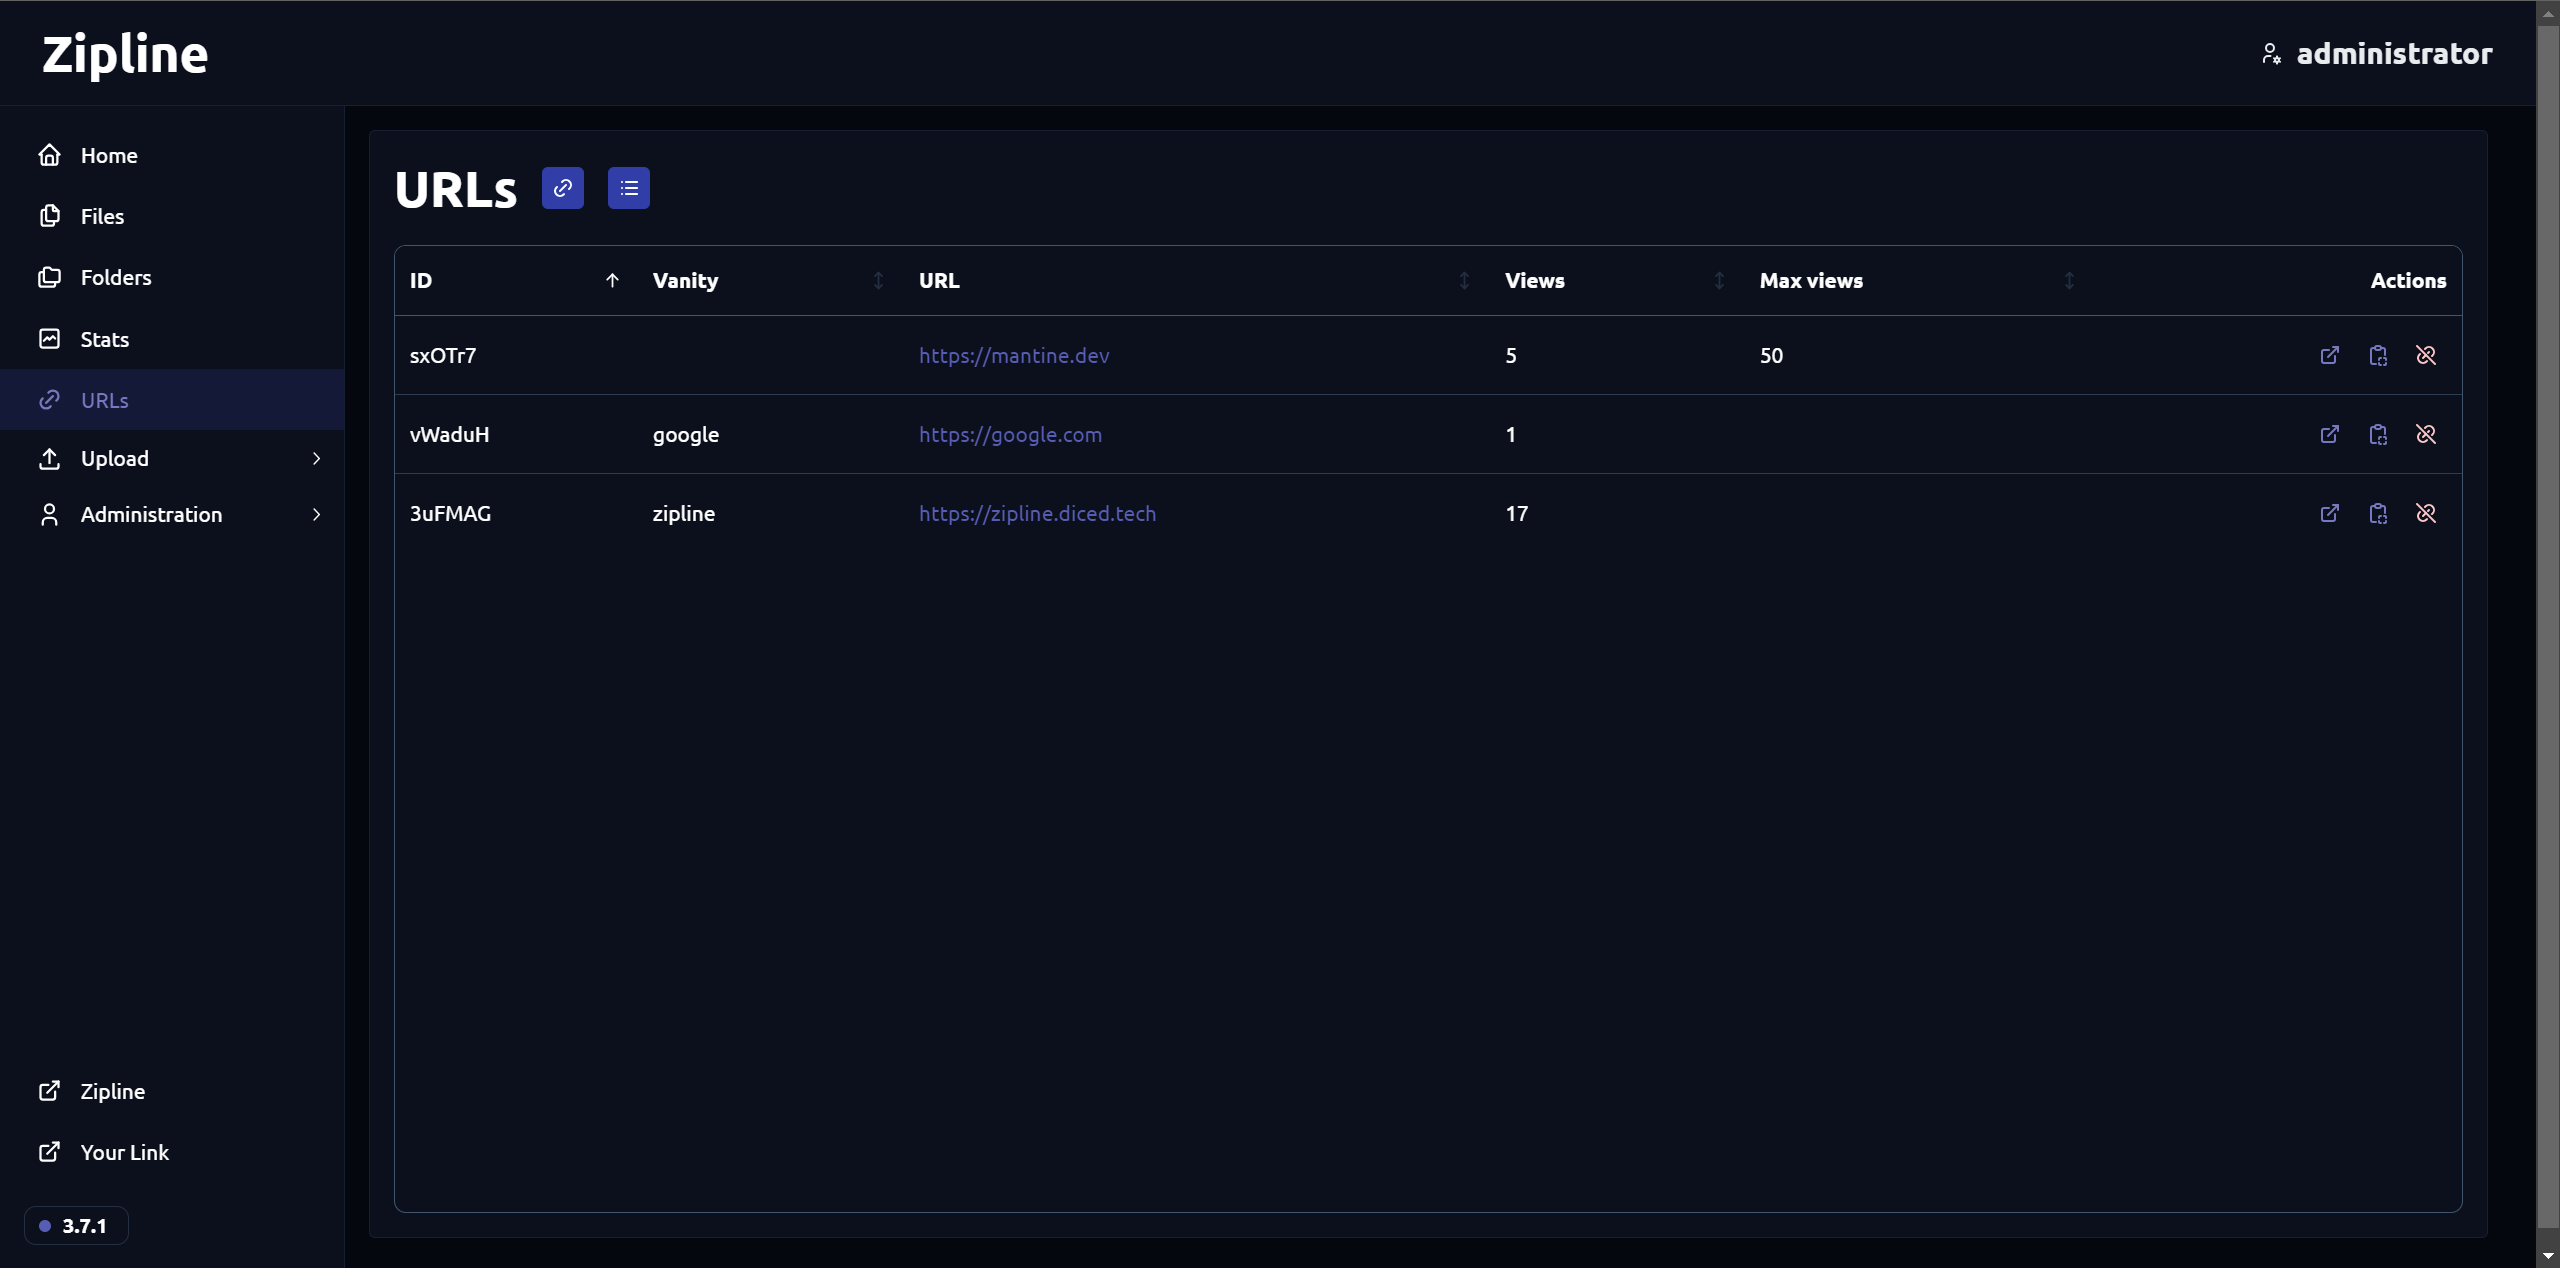 Zipline
administrator
Home
Files
Folders
Stats
URLs
Upload
Administration
Zipline
Your Link
3.7.1
URLs
ID Vanity URL Views Max views Actions
sxOTr7 https://mantine.dev 5 50
vWaduH google https://google.com 1
3uFMAG zipline https://zipline.diced.tech 17